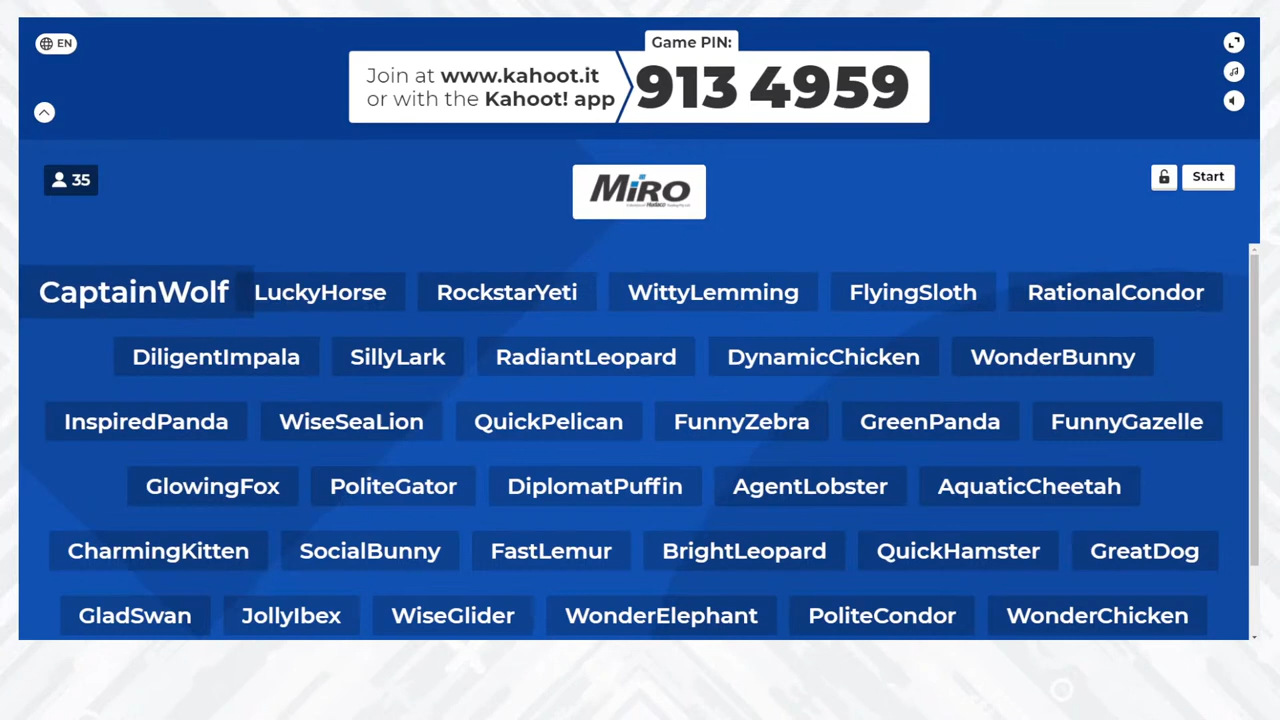 EN
Game PIN:
Join at www.kahoot.it
or with the Kahoot! app
913 4959
35
MiRO
Start
CaptainWolf LuckyHorse RockstarYeti WittyLemming FlyingSloth RationalCondor
DiligentImpala SillyLark RadiantLeopard DynamicChicken WonderBunny
InspiredPanda WiseSeaLion QuickPelican FunnyZebra GreenPanda FunnyGazelle
GlowingFox PoliteGator DiplomatPuffin AgentLobster AquaticCheetah
CharmingKitten SocialBunny FastLemur BrightLeopard QuickHamster GreatDog
GladSwan JollyIbex WiseGlider WonderElephant PoliteCondor WonderChicken